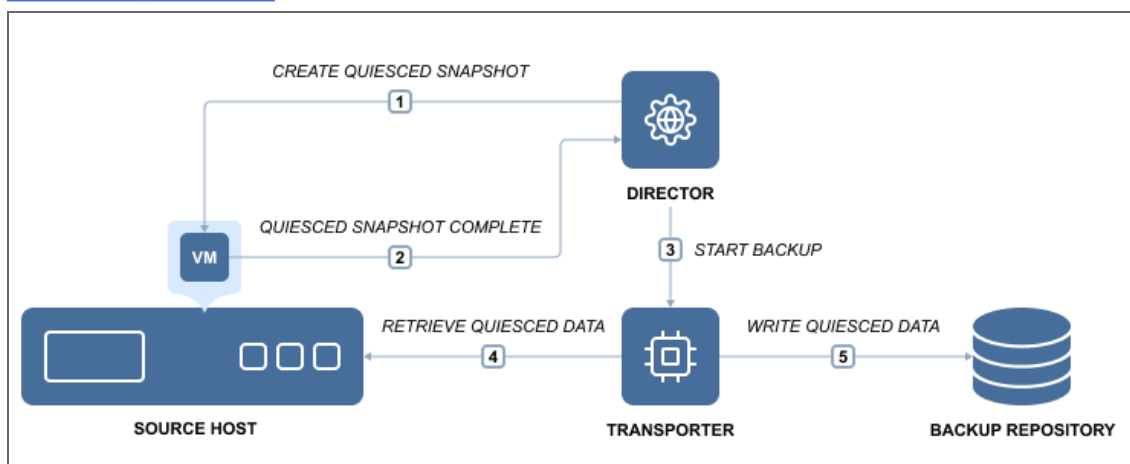 CREATE QUIESCED SNAPSHOT
1
DIRECTOR
QUIESCED SNAPSHOT COMPLETE
VM
2
3 START BACKUP
RETRIEVE QUIESCED DATA
4
WRITE QUIESCED DATA
5
SOURCE HOST
TRANSPORTER
BACKUP REPOSITORY